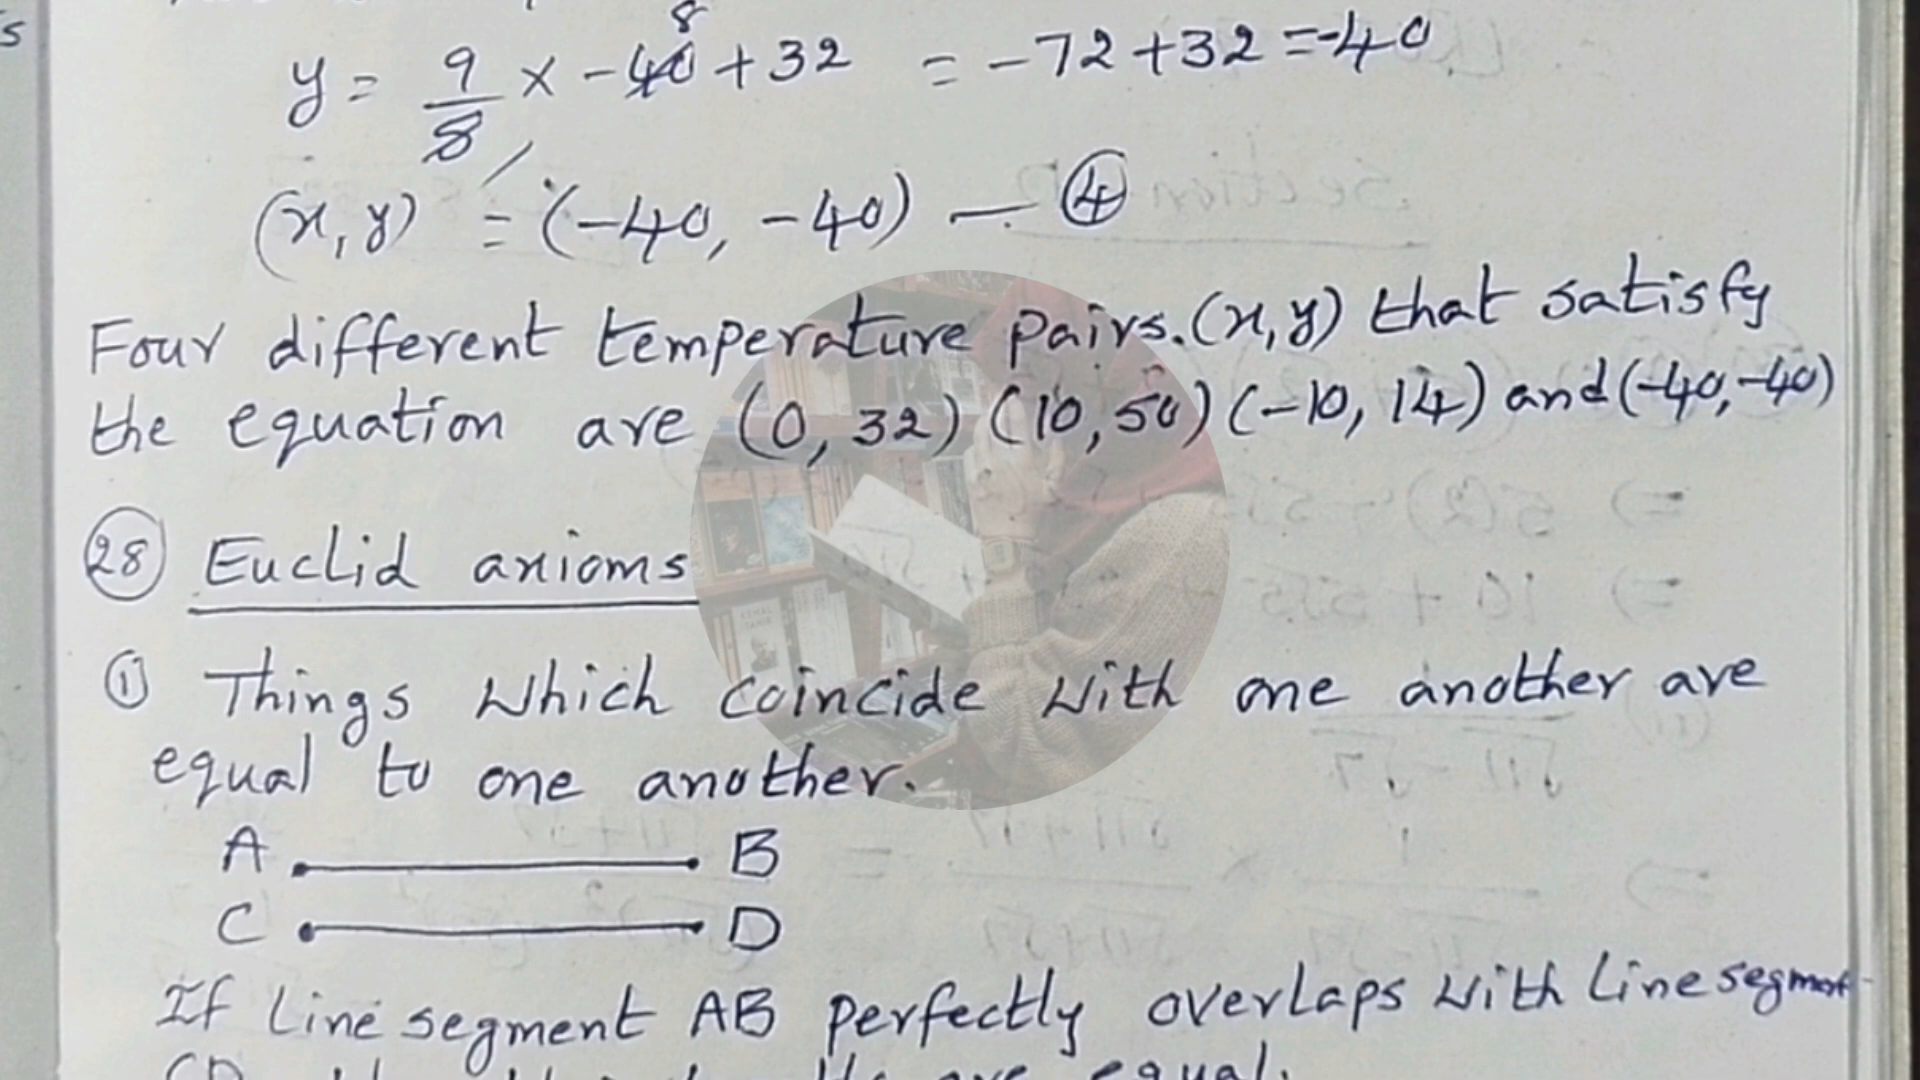 y = 9/5 × -40 + 32 = -72 + 32 = -40
8
(x, y) = (-40, -40) — ④
Four different temperature pairs. (x, y) that satisfy
the equation are (0, 32) (10, 50) (-10, 14) and (-40, -40)
㉘ Euclid axioms
① Things which coincide with one another are
equal to one another.
A B
C D
If line segment AB perfectly overlaps with line segment
equal.